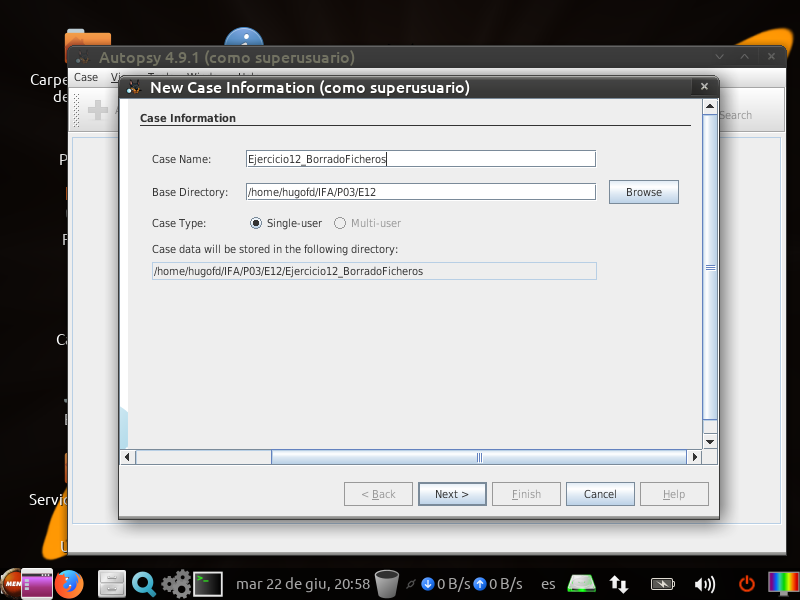 Autopsy 4.9.1 (como superusuario)
Carpe
Case
New Case Information (como superusuario)
Search
Case Information
Case Name:
Ejercicio12_BorradoFicheros
Base Directory:
/home/hugofd/IFA/P03/E12
Browse
Case Type:
Single-user
Multi-user
Case data will be stored in the following directory:
/home/hugofd/IFA/P03/E12/Ejercicio12_BorradoFicheros
Servic
< Back
Next >
Finish
Cancel
Help
MEN
mar 22 de giu, 20:58
0 B/s
0 B/s
es